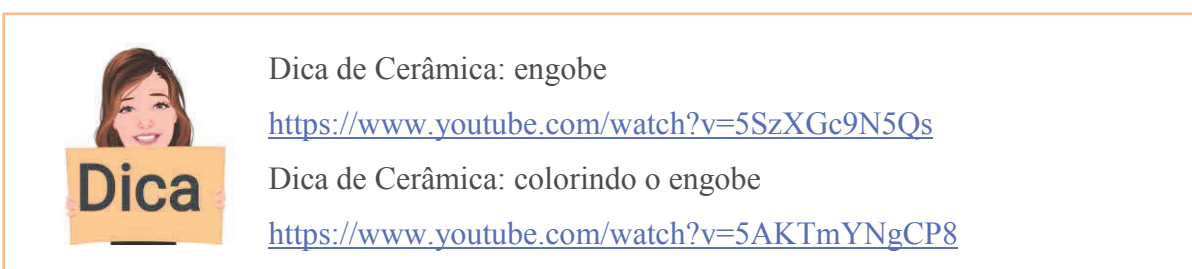 Dica de Cerâmica: engobe
https://www.youtube.com/watch?v=5SzXGc9N5Qs
Dica de Cerâmica: colorindo o engobe
https://www.youtube.com/watch?v=5AKTmYNgCP8
Dica